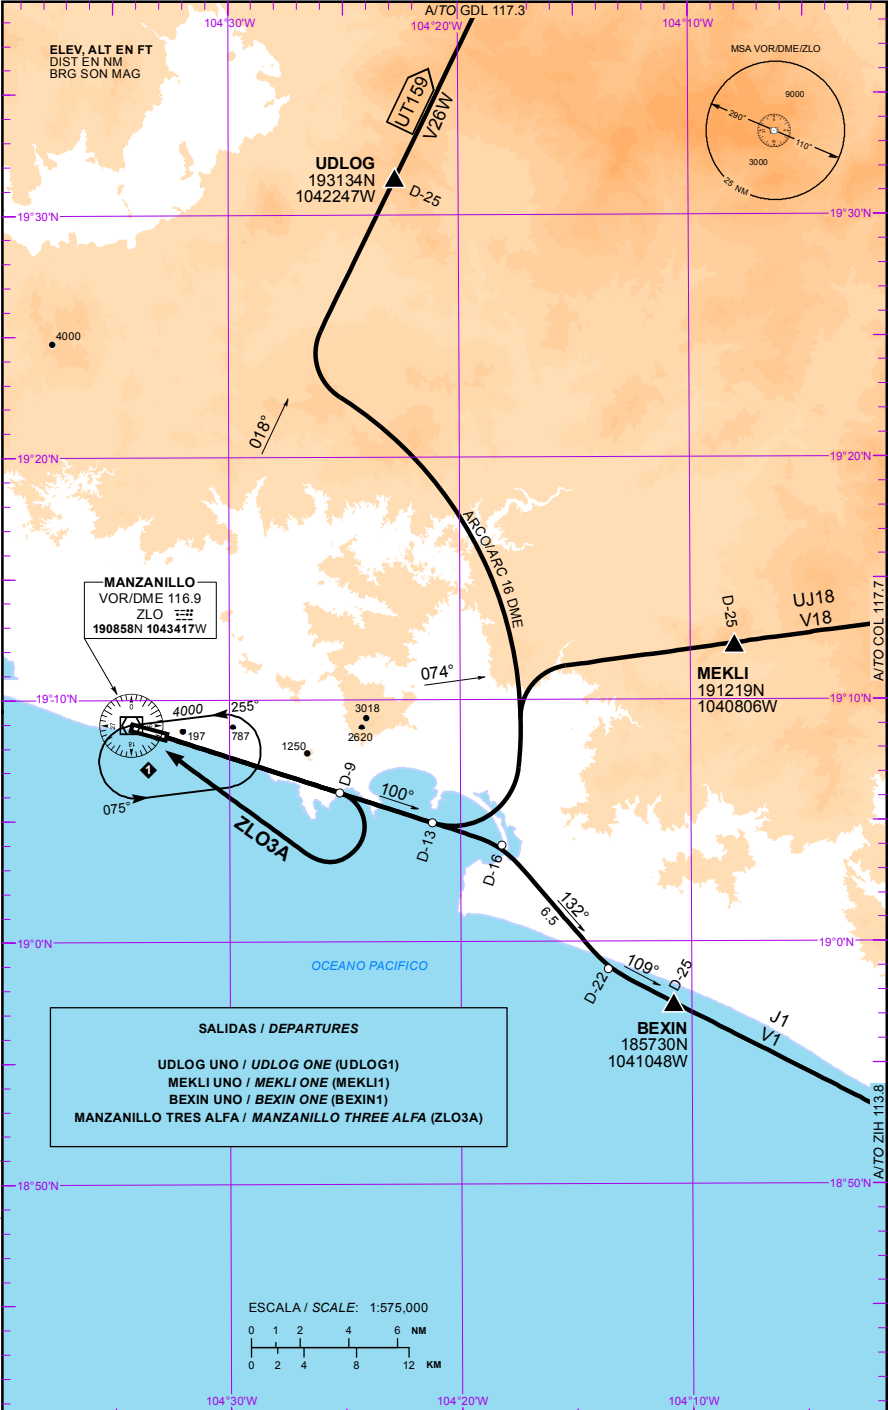 A/TO GDL 117.3
104°30'W
104°20'W
104°10'W
ELEV, ALT EN FT
DIST EN NM
BRG SON MAG
MSA VOR/DME/ZLO
9000
290°
110°
3000
25 NM
UT159
V26W
UDLOG
193134N
1042247W
D-25
19°30'N
19°30'N
4000
018°
19°20'N
19°20'N
ARCO/ARC 16 DME
MANZANILLO
VOR/DME 116.9
ZLO
190858N 1043417W
D-25
UJ18
V18
A/TO COL 117.7
MEKLI
191219N
1040806W
074°
19°10'N
19°10'N
4000
255°
197
787
3018
2620
1250
0
18
27
1
075°
ZLO3A
D-9
100°
D-13
D-16
132°
6.5
19°0'N
19°0'N
OCEANO PACIFICO
D-22
109°
D-25
BEXIN
185730N
1041048W
J1
V1
A/TO ZIH 113.8
SALIDAS / DEPARTURES
UDLOG UNO / UDLOG ONE (UDLOG1)
MEKLI UNO / MEKLI ONE (MEKLI1)
BEXIN UNO / BEXIN ONE (BEXIN1)
MANZANILLO TRES ALFA / MANZANILLO THREE ALFA (ZLO3A)
18°50'N
18°50'N
ESCALA / SCALE: 1:575,000
0 1 2 4 6 NM
0 2 4 8 12 KM
104°30'W
104°20'W
104°10'W